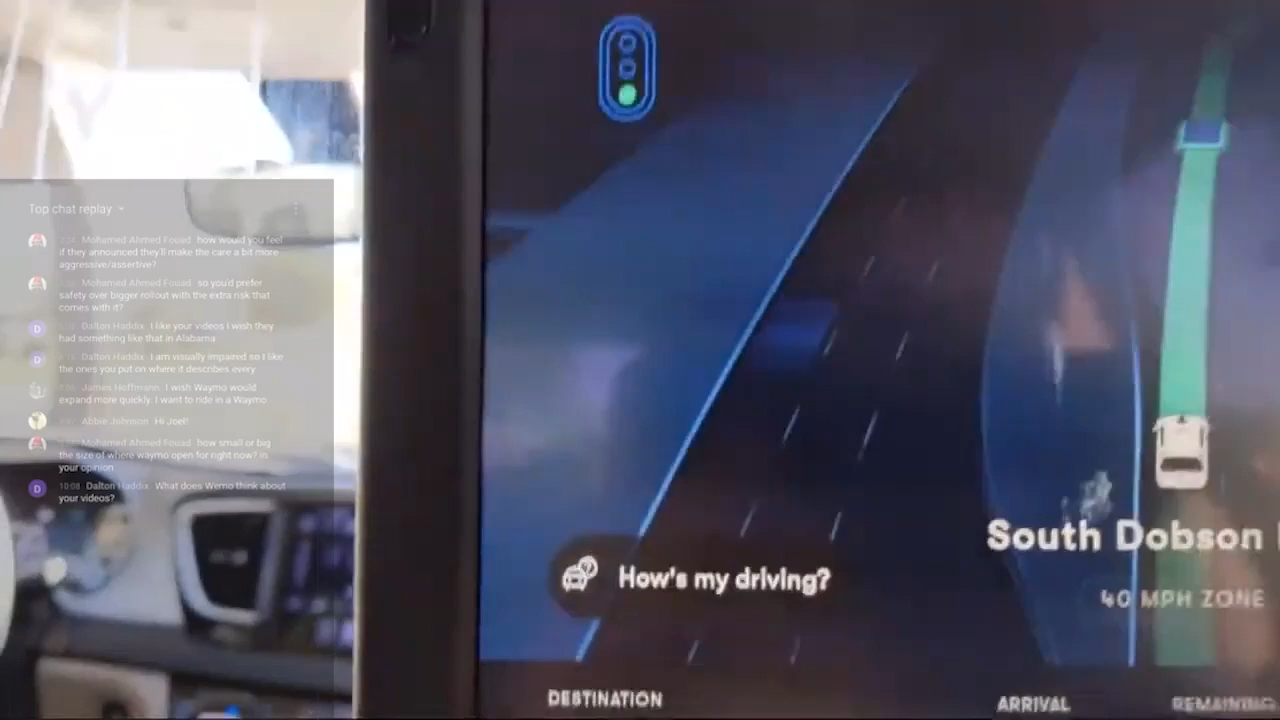 Top chat replay
Mohamed Ahmed Fouad how would you feel
if they announced they'll make the care a bit more
aggressive/assertive?
Mohamed Ahmed Fouad so you'd prefer
safety over bigger rollout with the extra risk that
comes with it?
D Dalton Haddix I like your videos I wish they
had something like that in Alabama
D Dalton Haddix I am visually impaired so I like
the ones you put on where it describes every
James Hoffmann I wish Waymo would
expand more quickly. I want to ride in a Waymo
Abbie Johnson Hi Joel!
Mohamed Ahmed Fouad how small or big
the size of where waymo open for right now? in
your opinion
D 10:08 Dalton Haddix What does Wemo think about
your videos?
South Dobson
How's my driving?
40 MPH ZONE
DESTINATION
ARRIVAL
REMAINING